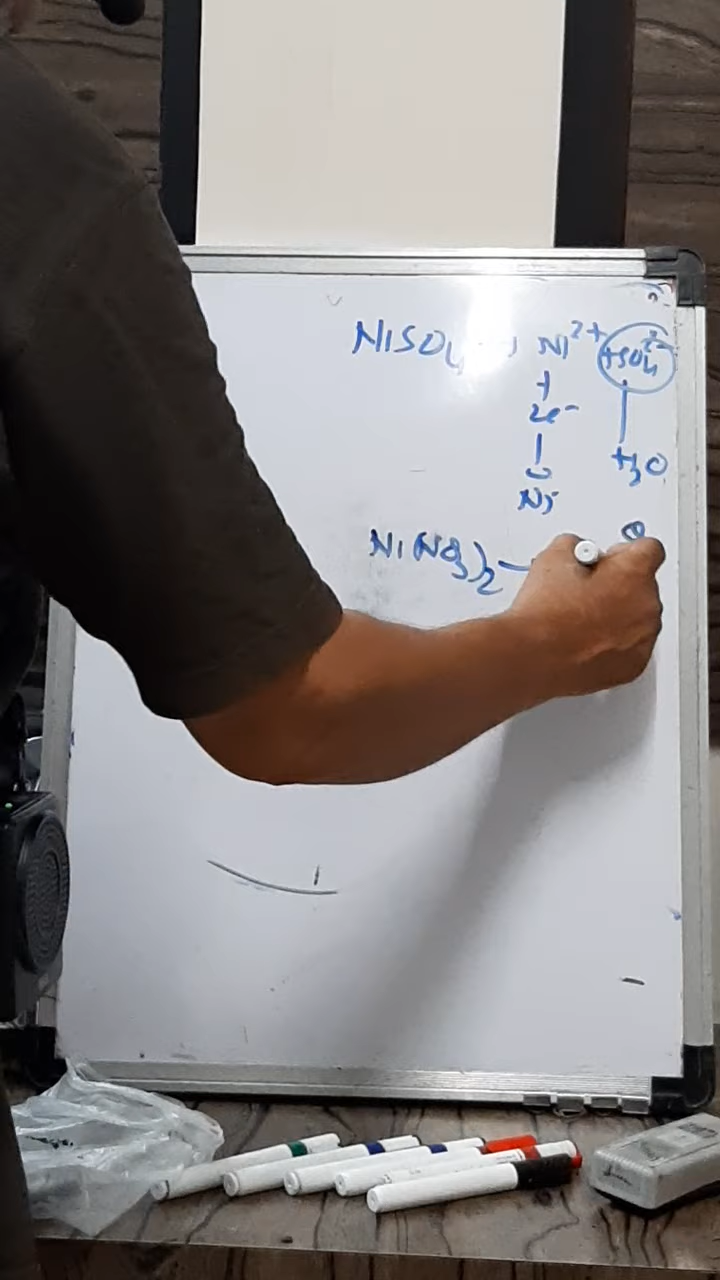 NiSO4 → Ni2+ +SO4 2-
+
2e-
↓
Ni
H2O
Ni(NO3)2 →